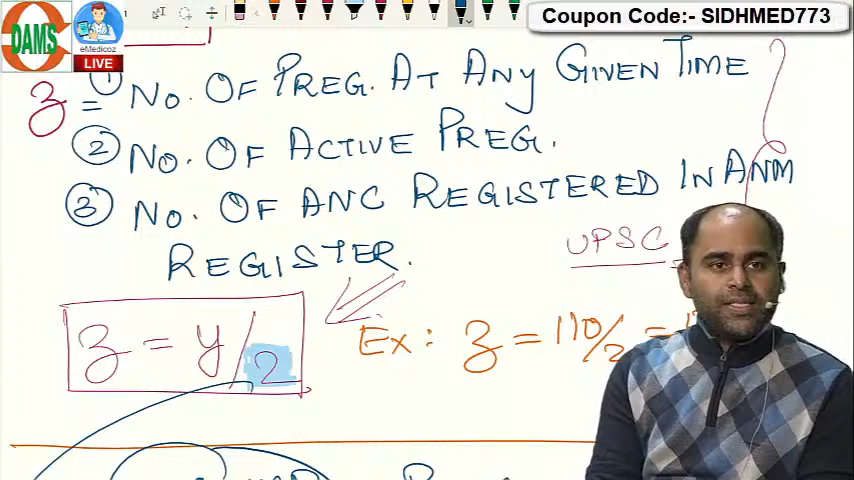 Coupon Code:- SIDHMED773
DAMS
eMedicoz
LIVE
z = ① No. OF PREG. AT ANY GIVEN TIME
② No. OF ACTIVE PREG.
③ No. OF ANC REGISTERED IN ANM
REGISTER.
UPSC
z = y/2
Ex: z = 110/2 =